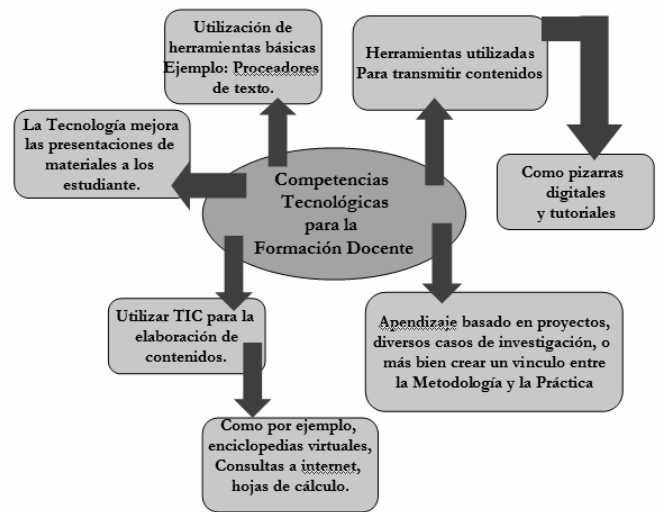 Utilización de
herramientas básicas
Ejemplo: Proceadores
de texto.
Herramientas utilizadas
Para transmitir contenidos
La Tecnología mejora
las presentaciones de
materiales a los
estudiante.
Como pizarras
digitales
y tutoriales
Competencias
Tecnológicas
para la
Formación Docente
Utilizar TIC para la
elaboración de
contenidos.
Apendizaje basado en proyectos,
diversos casos de investigación, o
más bien crear un vinculo entre
la Metodología y la Práctica
Como por ejemplo,
enciclopedias virtuales,
Consultas a internet,
hojas de cálculo.